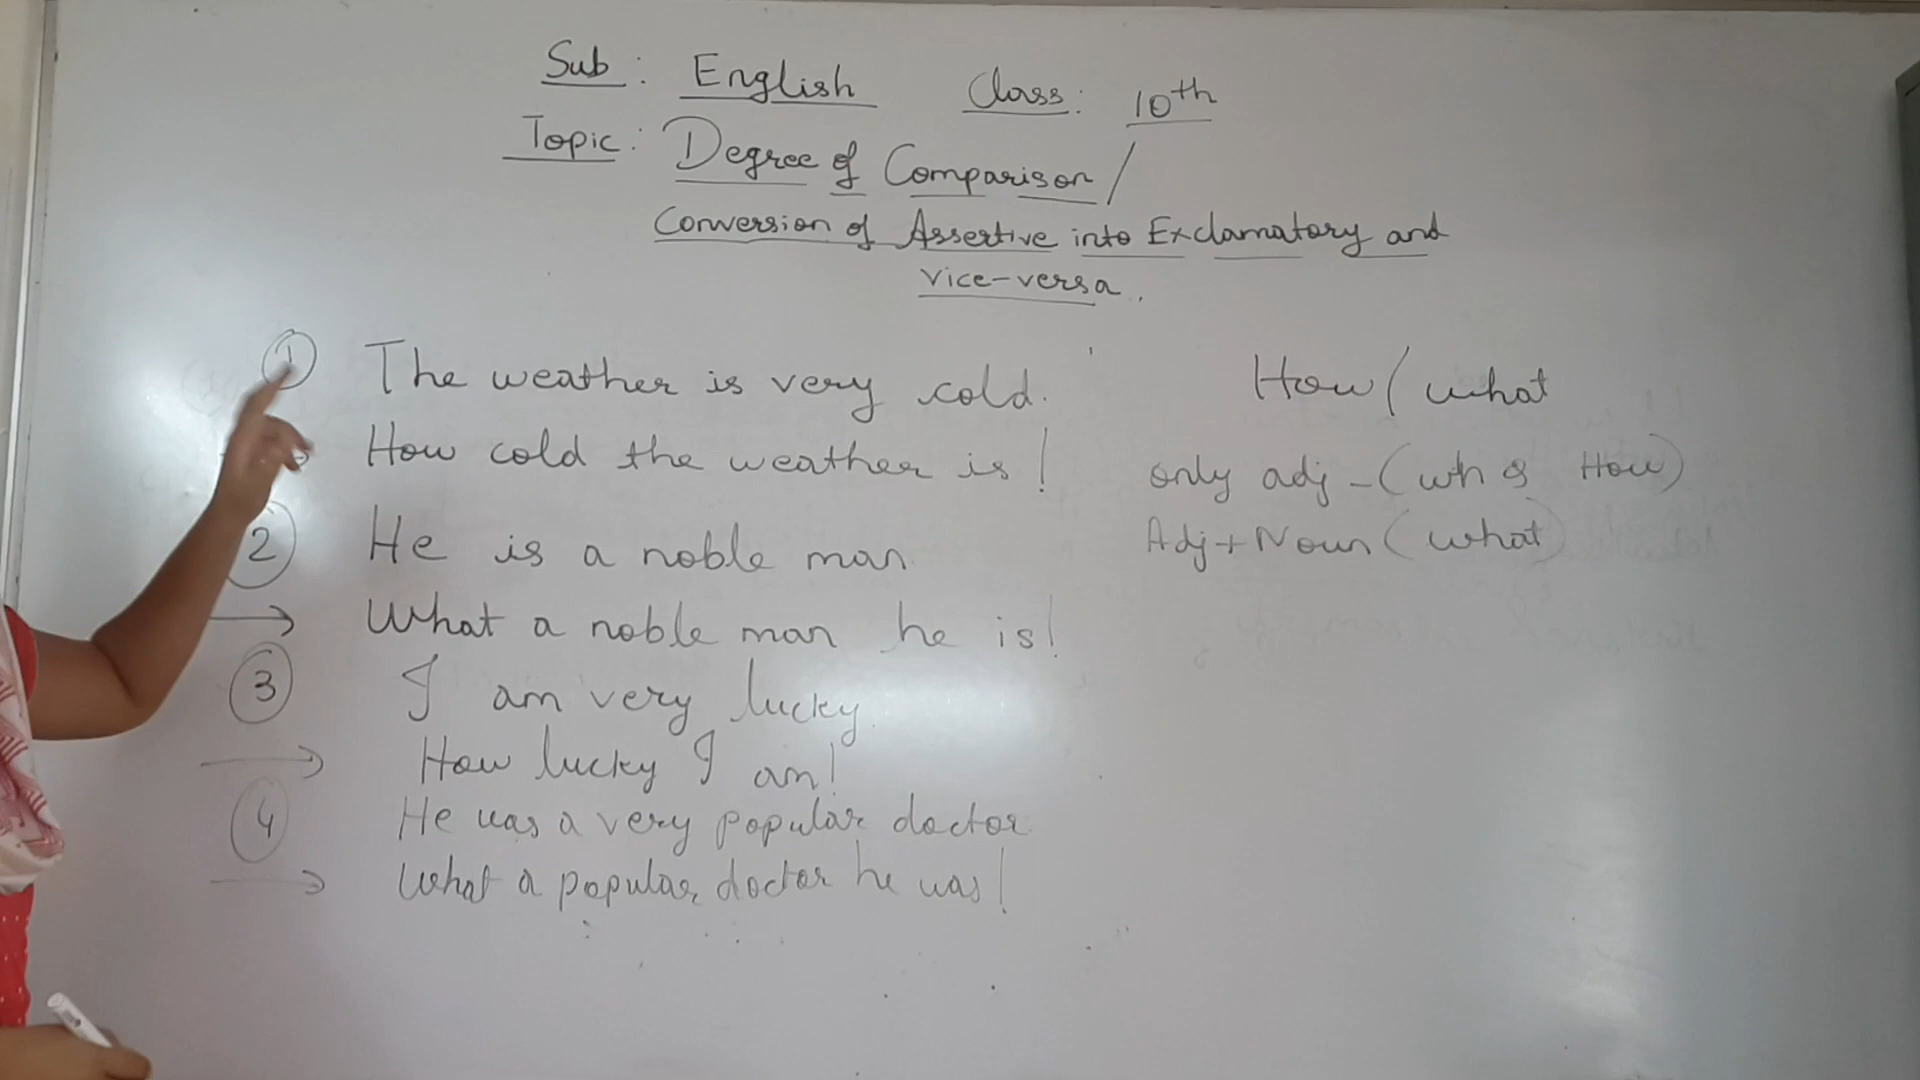 Sub: English Class: 10th
Topic: Degree of Comparison/
Conversion of Assertive into Exclamatory and
vice-versa.
① The weather is very cold.
How cold the weather is!
② He is a noble man
→ What a noble man he is!
③ I am very lucky.
→ How lucky I am!
④ He was a very popular doctor
→ What a popular doctor he was!
How/what
only adj - (wh & How)
Adj + Noun (what)